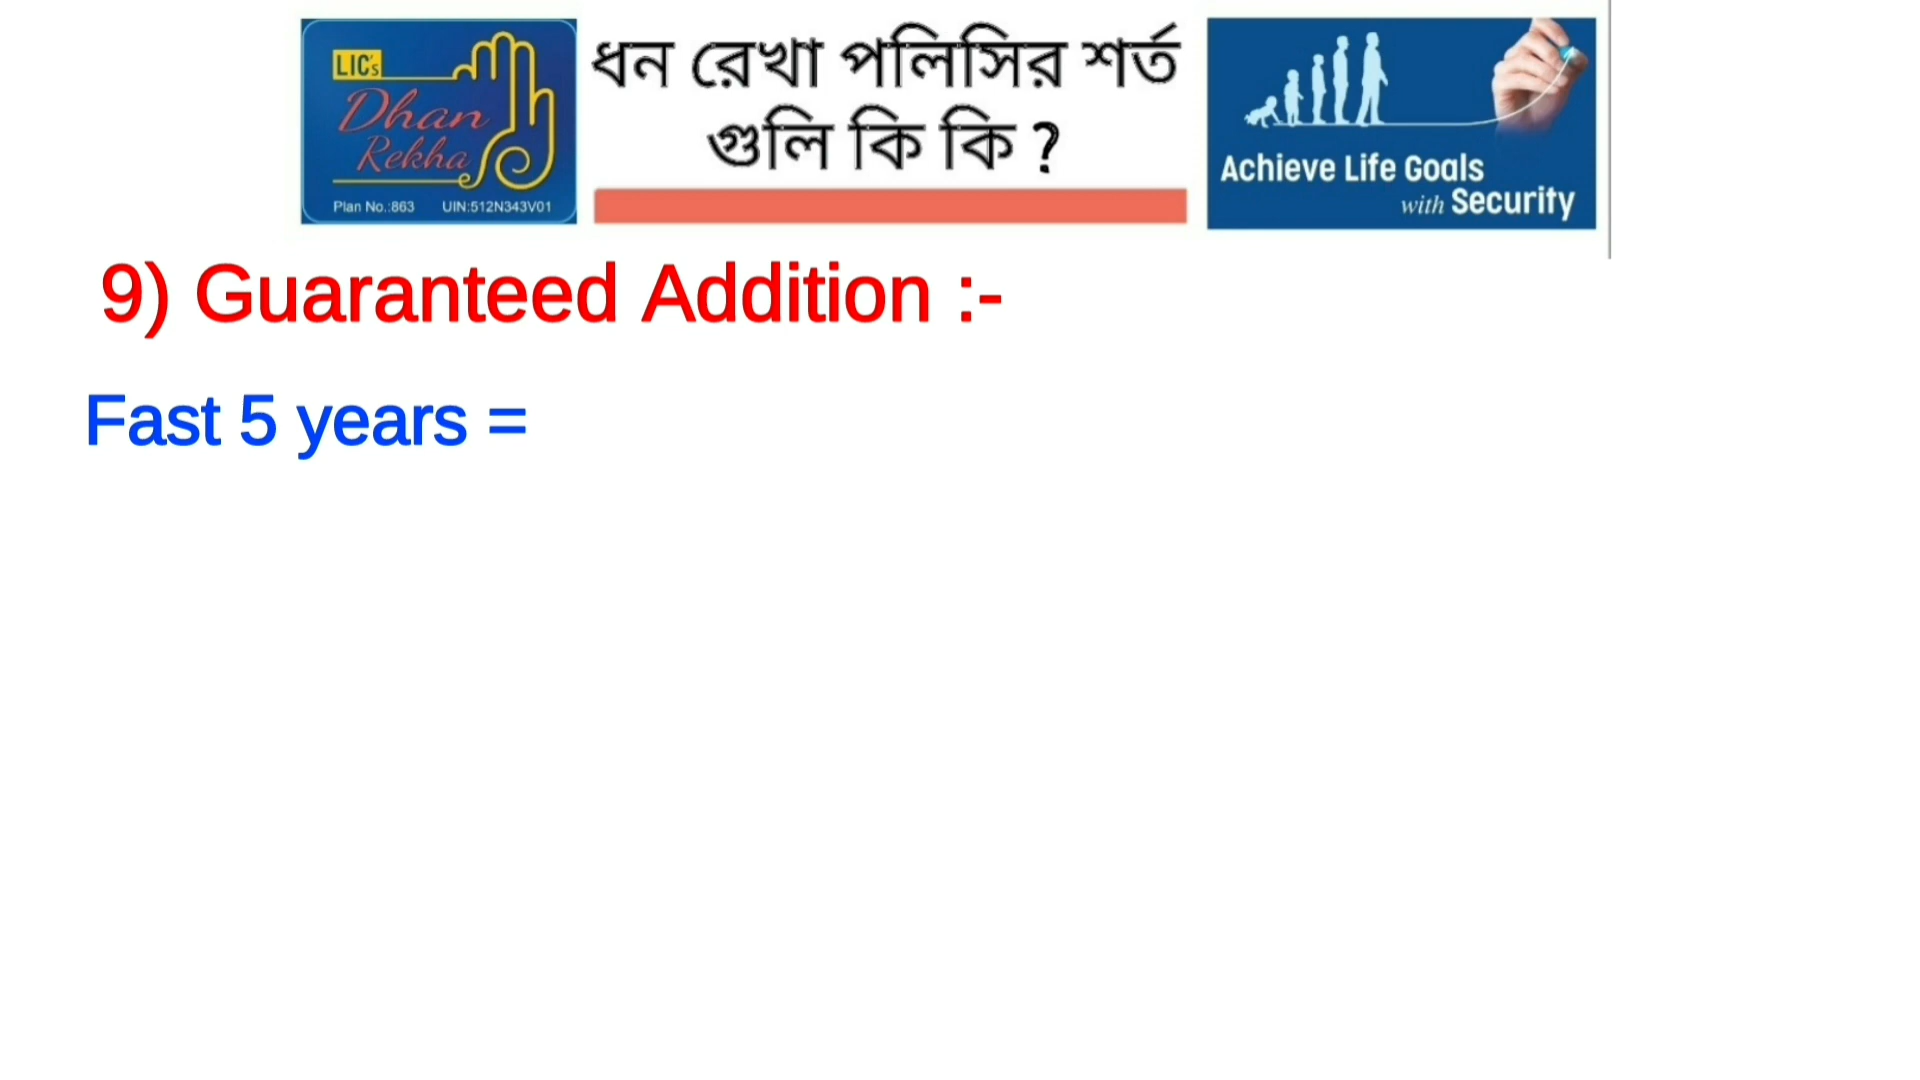 LIC's
Dhan
Rekha
Plan No.:863 UIN:512N343V01
ধন রেখা পলিসির শর্ত
গুলি কি কি ?
Achieve Life Goals
with Security
9) Guaranteed Addition :-
Fast 5 years =